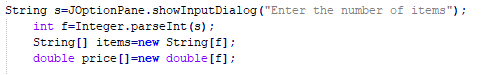 String s=JOptionPane.showInputDialog("Enter the number of items");
int f=Integer.parseInt(s);
String[] items=new String[f];
double price[]=new double[f];